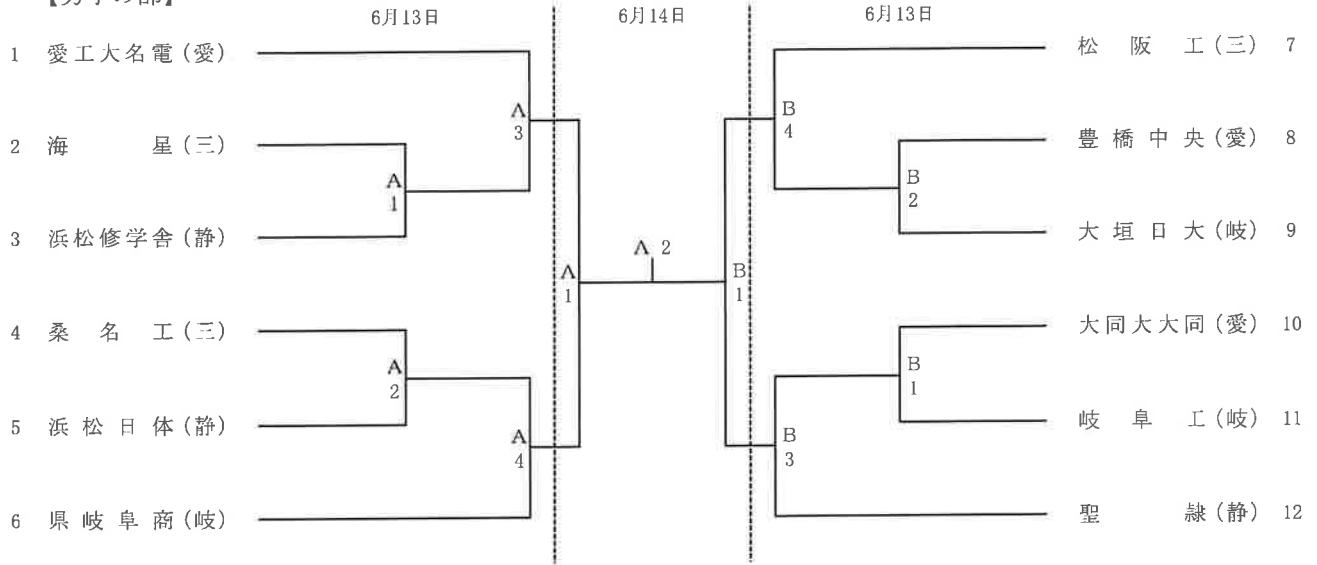 【男子の部】
6月13日 6月14日 6月13日
1 愛工大名電(愛)
2 海星(三)
3 浜松修学舎(静)
4 桑名工(三)
5 浜松日体(静)
6 県岐阜商(岐)
A
3
A
1
A
2
A
4
A
1
A 2
B
1
B
4
B
2
B
1
B
3
松阪工(三) 7
豊橋中央(愛) 8
大垣日大(岐) 9
大同大大同(愛) 10
岐阜工(岐) 11
聖隷(静) 12